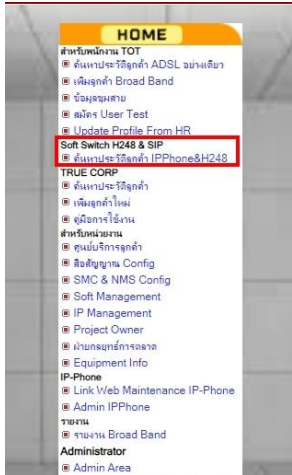 HOME
สำหรับพนักงาน TOT
ค้นหาประวัติลูกค้า ADSL อย่างเดียว
เพิ่มลูกค้า Broad Band
ข้อมูลชุมสาย
สมัคร User Test
Update Profile From HR
Soft Switch H248 & SIP
ค้นหาประวัติลูกค้า IPPhone&H248
TRUE CORP
ค้นหาประวัติลูกค้า
เพิ่มลูกค้าใหม่
คู่มือการใช้งาน
สำหรับหน่วยงาน
ศูนย์บริการลูกค้า
สื่อสัญญาณ Config
SMC & NMS Config
Soft Management
IP Management
Project Owner
ฝ่ายกลยุทธ์การตลาด
Equipment Info
IP-Phone
Link Web Maintenance IP-Phone
Admin IPPhone
รายงาน
รายงาน Broad Band
Administrator
Admin Area